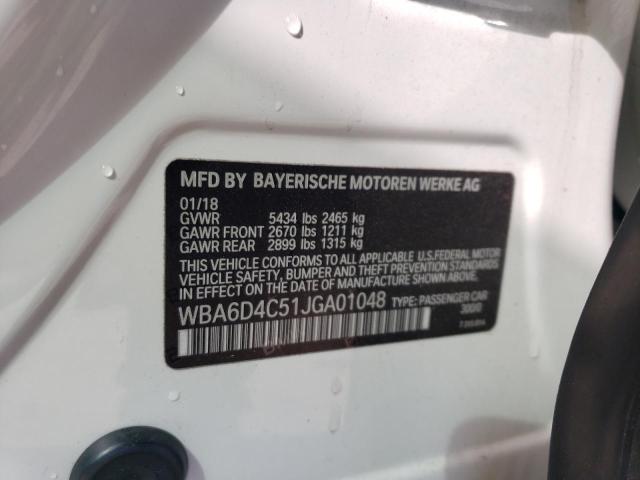 MFD BY BAYERISCHE MOTOREN WERKE AG
01/18
GVWR 5434 lbs 2465 kg
GAWR FRONT 2670 lbs 1211 kg
GAWR REAR 2899 lbs 1315 kg
THIS VEHICLE CONFORMS TO ALL APPLICABLE U.S.FEDERAL MOTOR
VEHICLE SAFETY, BUMPER AND THEFT PREVENTION
STANDARDS IN EFFECT ON THE DATE OF MANUFACTURE SHOWN ABOVE.
WBA6D4C51JGA01048 TYPE: PASSENGER CAR
300/0